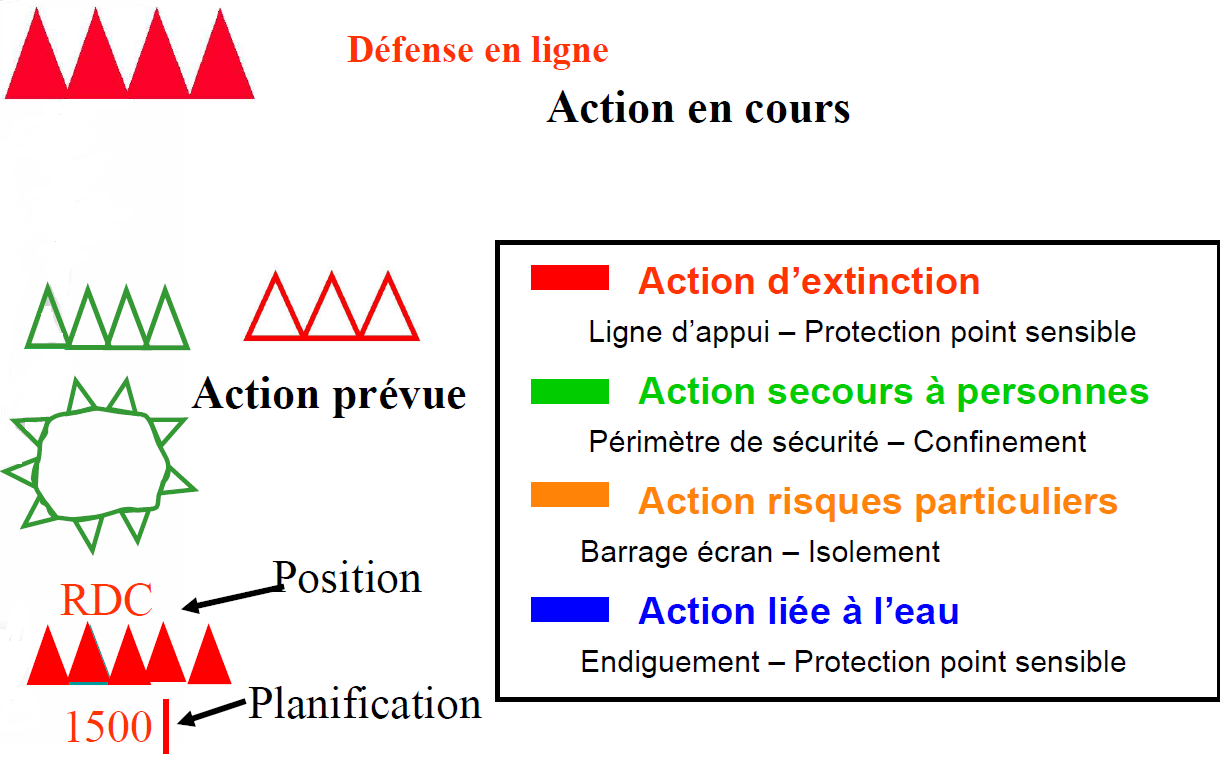 Défense en ligne
Action en cours
Action d’extinction
Ligne d’appui – Protection point sensible
Action secours à personnes
Périmètre de sécurité – Confinement
Action risques particuliers
Barrage écran – Isolement
Action liée à l’eau
Endiguement – Protection point sensible
Action prévue
Position
RDC
Planification
1500